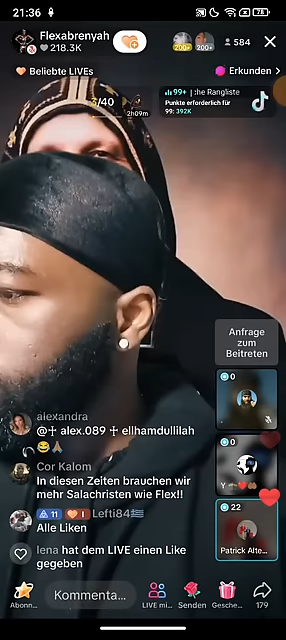 21:36
78
Flexabrenyah
218.3K
200+
200+
584
Beliebte LIVEs
Erkunden
/40
2h09m
99+ | :he Rangliste
Punkte erforderlich für
99: 392K
Anfrage
zum
Beitreten
0
alexandra
@☥ alex.089 ☥ ellhamdullilah
😂🙏🏽
Cor Kalom
In diesen Zeiten brauchen wir
mehr Salachristen wie Flex!!
0
11
1
Lefti84🇬🇷
Alle Liken
22
Patrick Alte...
lena hat dem LIVE einen Like
gegeben
Kommenta...
Abonn...
LIVE mi...
Senden
Gesche...
179